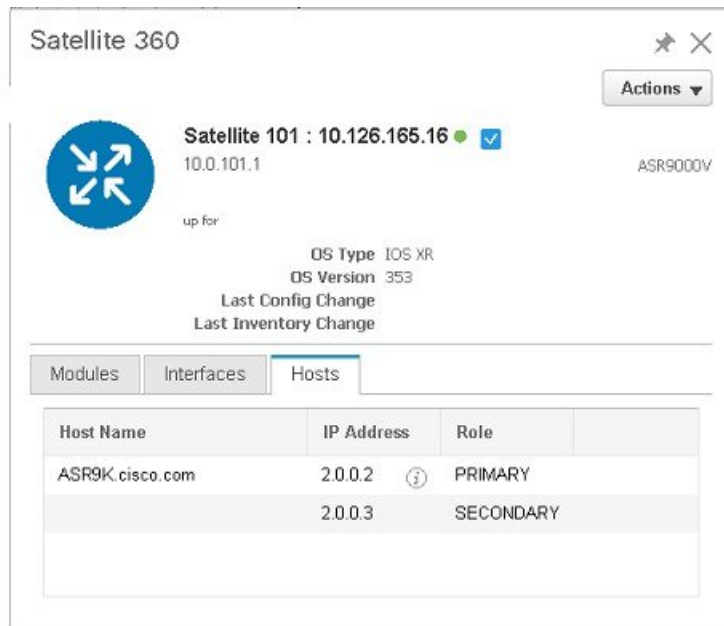 Satellite 360
Actions
Satellite 101 : 10.126.165.16
10.0.101.1
ASR9000V
up for
OS Type IOS XR
OS Version 353
Last Config Change
Last Inventory Change
Modules Interfaces Hosts
Host Name IP Address Role
ASR9K.cisco.com 2.0.0.2 i PRIMARY
2.0.0.3 SECONDARY